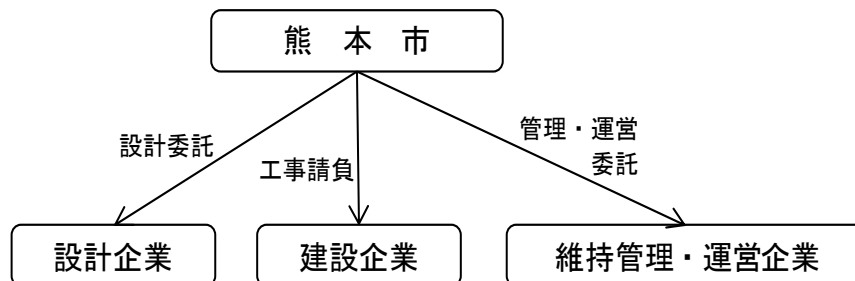 熊 本 市
設計委託
工事請負
管理・運営
委託
設計企業
建設企業
維持管理・運営企業